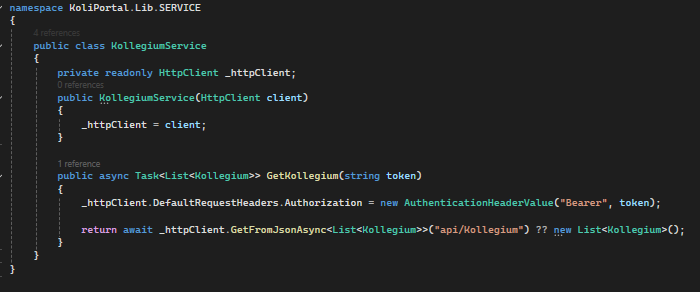 namespace KoliPortal.Lib.SERVICE
{
4 references
public class KollegiumService
{
private readonly HttpClient _httpClient;
0 references
public KollegiumService(HttpClient client)
{
_httpClient = client;
}
1 reference
public async Task<List<Kollegium>> GetKollegium(string token)
{
_httpClient.DefaultRequestHeaders.Authorization = new AuthenticationHeaderValue("Bearer", token);
return await _httpClient.GetFromJsonAsync<List<Kollegium>>("api/Kollegium") ?? new List<Kollegium>();
}
}
}